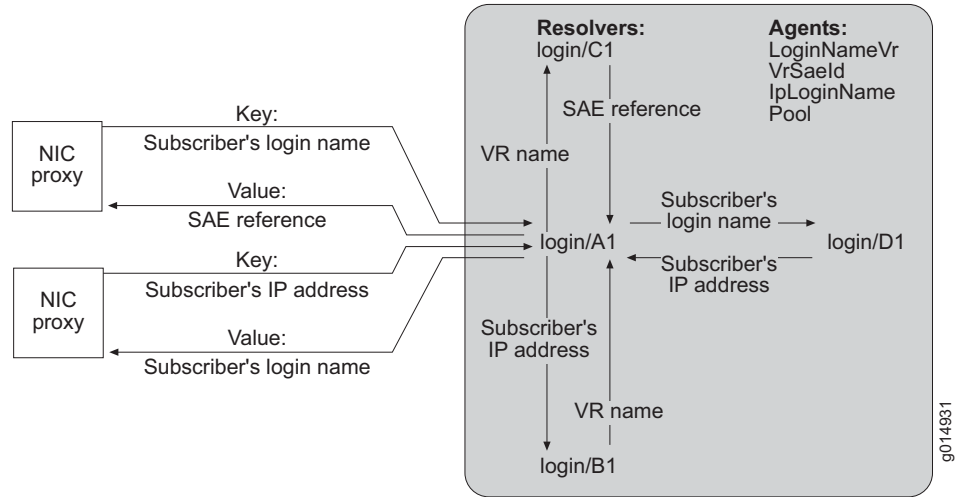 Resolvers:
login/C1
Agents:
LoginNameVr
VrSaeId
IpLoginName
Pool
SAE reference
VR name
NIC
proxy
Key:
Subscriber's login name
Value:
SAE reference
Key:
Subscriber's IP address
NIC
proxy
Value:
Subscriber's login name
login/A1
Subscriber's
login name
login/D1
Subscriber's
IP address
Subscriber's
IP address
VR name
login/B1
g014931